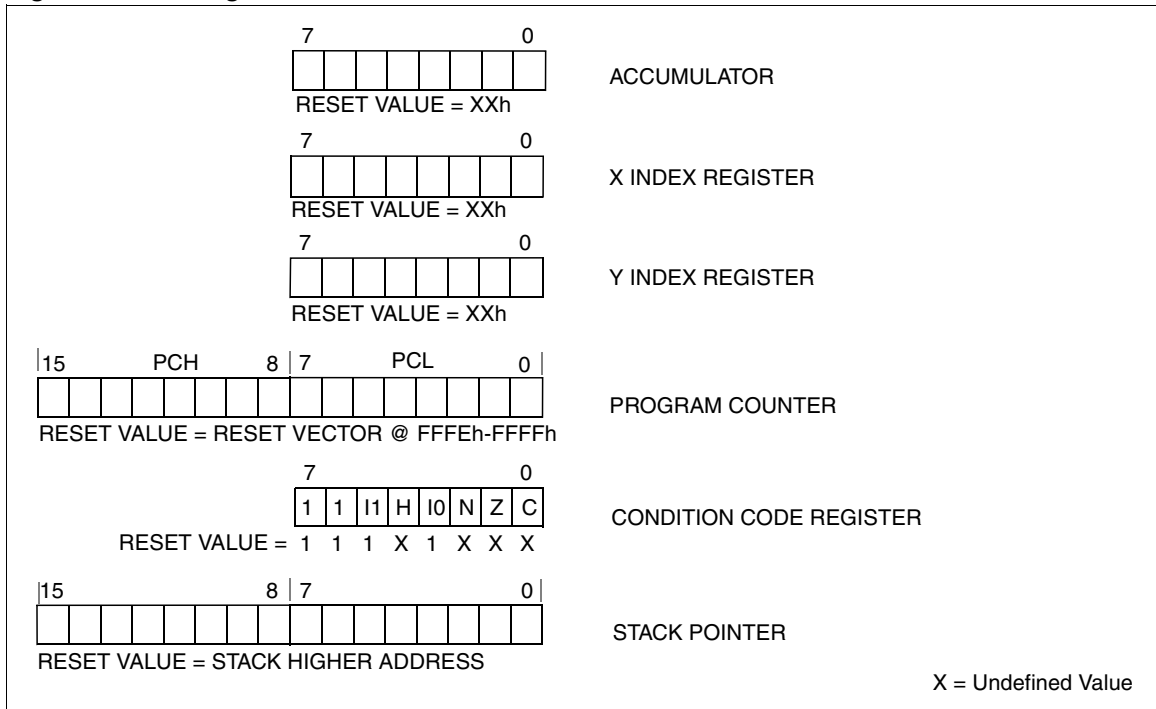 7 0
ACCUMULATOR
RESET VALUE = XXh
7 0
X INDEX REGISTER
RESET VALUE = XXh
7 0
Y INDEX REGISTER
RESET VALUE = XXh
15 PCH 8 7 PCL 0
PROGRAM COUNTER
RESET VALUE = RESET VECTOR @ FFFEh-FFFFh
7 0
1 1 I1 H I0 N Z C
CONDITION CODE REGISTER
RESET VALUE = 1 1 1 X 1 X X X
15 8 7 0
STACK POINTER
RESET VALUE = STACK HIGHER ADDRESS
X = Undefined Value